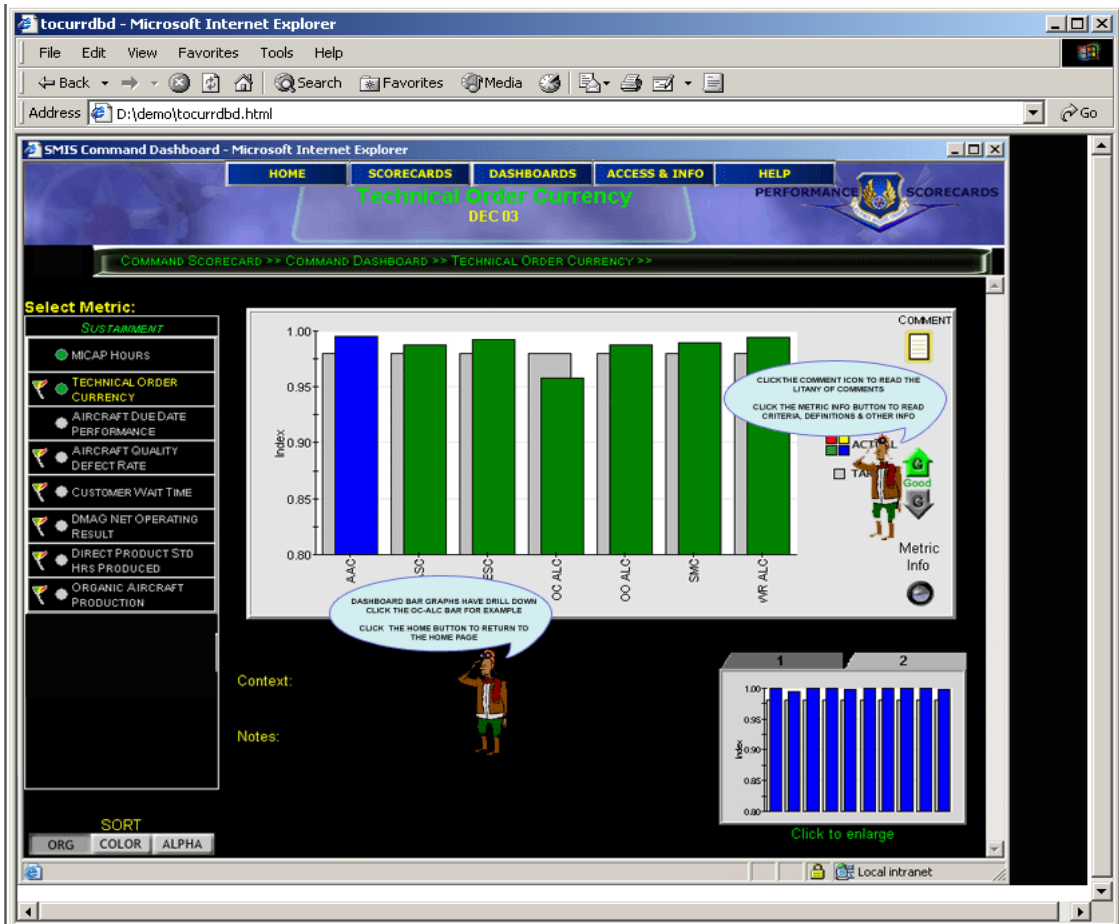 tocurrdbd - Microsoft Internet Explorer
File Edit View Favorites Tools Help
Back Search Favorites Media
Address D:\demo\tocurrdbd.html Go
SMIS Command Dashboard - Microsoft Internet Explorer
HOME SCORECARDS DASHBOARDS ACCESS & INFO HELP
Technical Order Currency
DEC 03
PERFORMANCE SCORECARDS
COMMAND SCORECARD >> COMMAND DASHBOARD >> TECHNICAL ORDER CURRENCY >>
Select Metric:
SUSTAINMENT
MICAP HOURS
TECHNICAL ORDER
CURRENCY
AIRCRAFT DUE DATE
PERFORMANCE
AIRCRAFT QUALITY
DEFECT RATE
CUSTOMER WAIT TIME
DMAG NET OPERATING
RESULT
DIRECT PRODUCT STD
HRS PRODUCED
ORGANIC AIRCRAFT
PRODUCTION
SORT
ORG COLOR ALPHA
COMMENT
1.00
0.95
0.90
0.85
0.80
Index
AAC
ASC
ESC
OC ALC
OO ALC
SMC
WR ALC
CLICK THE COMMENT ICON TO READ THE
LITANY OF COMMENTS
CLICK THE METRIC INFO BUTTON TO READ
CRITERIA, DEFINITIONS & OTHER INFO
G
Good
G
Metric
Info
DASHBOARD BAR GRAPHS HAVE DRILL DOWN
CLICK THE OC-ALC BAR FOR EXAMPLE
CLICK THE HOME BUTTON TO RETURN TO
THE HOME PAGE
Context:
Notes:
1 2
1.00
0.95
0.90
0.85
0.80
Index
Click to enlarge
Local intranet